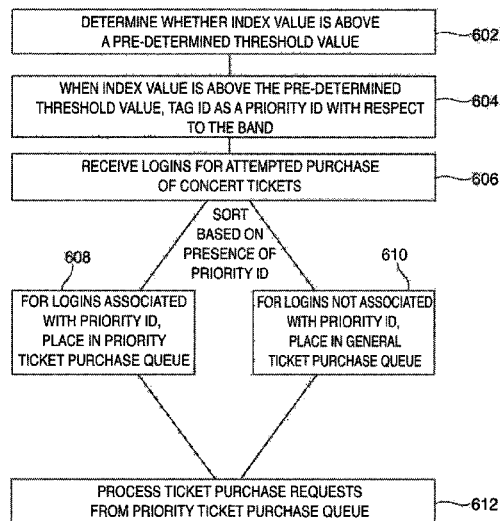 DETERMINE WHETHER INDEX VALUE IS ABOVE
A PRE-DETERMINED THRESHOLD VALUE
602
WHEN INDEX VALUE IS ABOVE THE PRE-DETERMINED
THRESHOLD VALUE, TAG ID AS A PRIORITY ID WITH RESPECT
TO THE BAND
604
RECEIVE LOGINS FOR ATTEMPTED PURCHASE
OF CONCERT TICKETS
606
SORT
BASED ON
PRESENCE OF
PRIORITY ID
608
FOR LOGINS ASSOCIATED
WITH PRIORITY ID,
PLACE IN PRIORITY
TICKET PURCHASE QUEUE
610
FOR LOGINS NOT ASSOCIATED
WITH PRIORITY ID,
PLACE IN GENERAL
TICKET PURCHASE QUEUE
PROCESS TICKET PURCHASE REQUESTS
FROM PRIORITY TICKET PURCHASE QUEUE
612